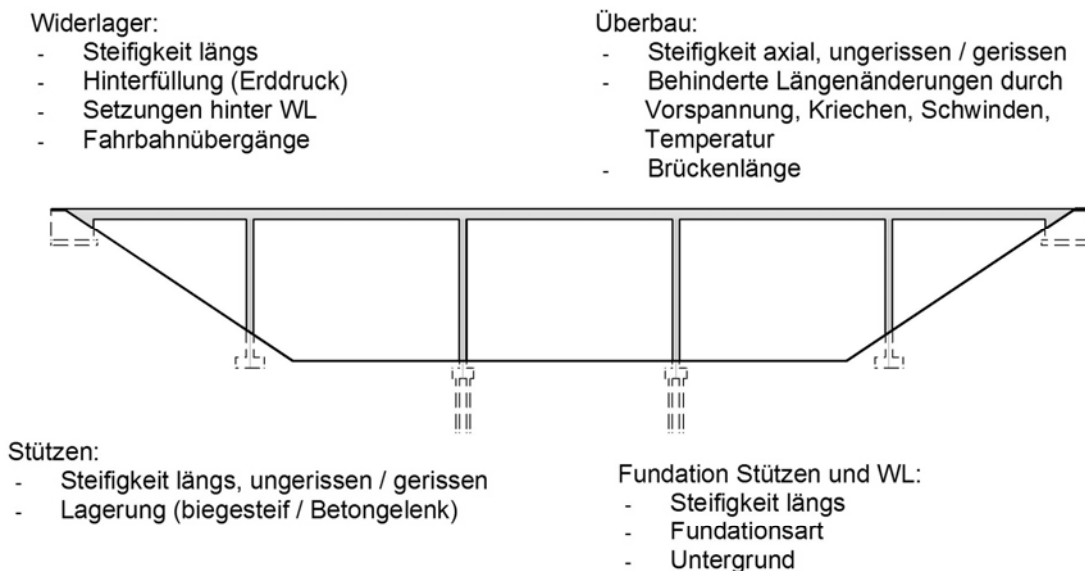 Widerlager:
- Steifigkeit längs
- Hinterfüllung (Erddruck)
- Setzungen hinter WL
- Fahrbahnübergänge
Überbau:
- Steifigkeit axial, ungerissen / gerissen
- Behinderte Längenänderungen durch
Vorspannung, Kriechen, Schwinden,
Temperatur
- Brückenlänge
Stützen:
- Steifigkeit längs, ungerissen / gerissen
- Lagerung (biegesteif / Betongelenk)
Fundation Stützen und WL:
- Steifigkeit längs
- Fundationsart
- Untergrund